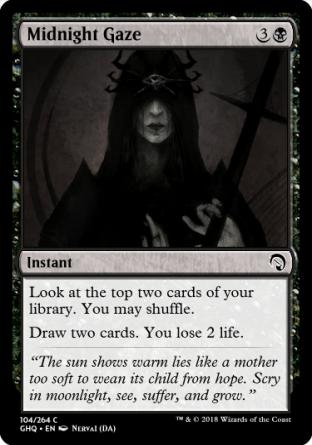 Midnight Gaze 3
Instant
Look at the top two cards of your
library. You may shuffle.
Draw two cards. You lose 2 life.
“The sun shows warm lies like a mother
too soft to wean its child from hope. Scry
in moonlight, see, suffer, and grow.”
104/264 C
GHQ • EN Nerval (DA)
™ & © 2018 Wizards of the Coast